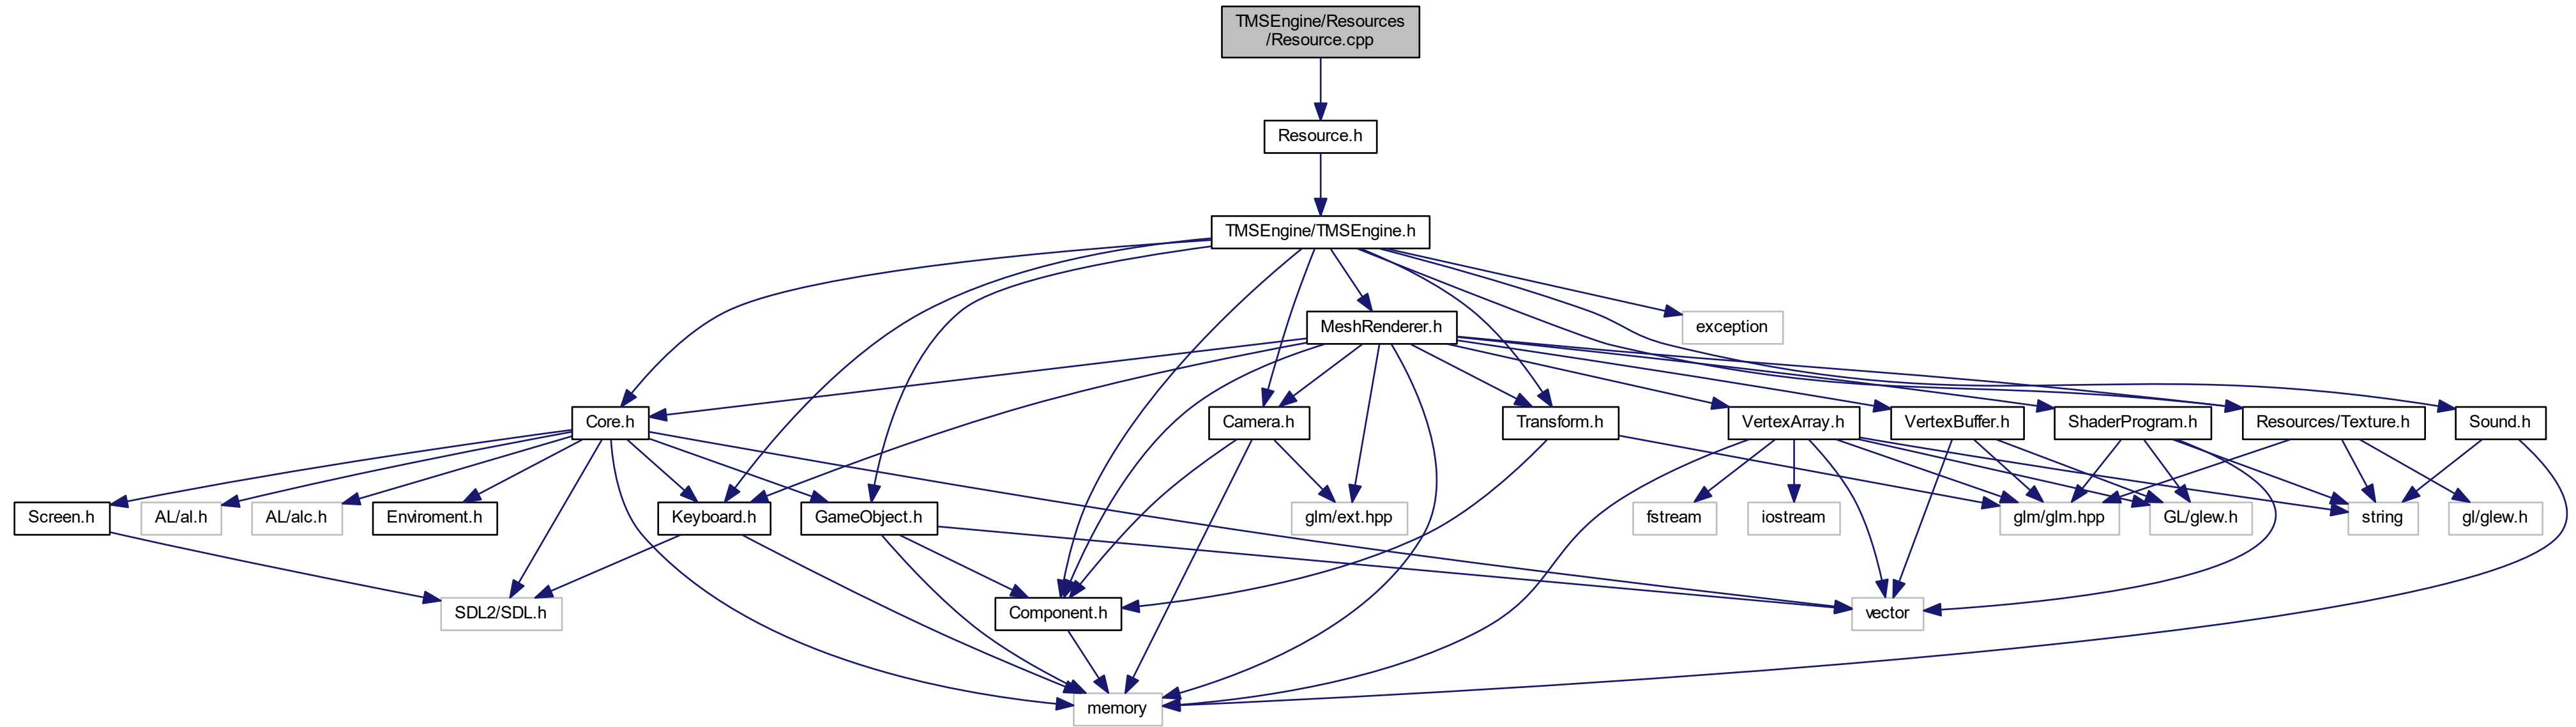 TMSEngine/Resources
/Resource.cpp
Resource.h
TMSEngine/TMSEngine.h
MeshRenderer.h
exception
Core.h
Camera.h
Transform.h
VertexArray.h
VertexBuffer.h
ShaderProgram.h
Resources/Texture.h
Sound.h
Screen.h
AL/al.h
AL/alc.h
Enviroment.h
Keyboard.h
GameObject.h
glm/ext.hpp
fstream
iostream
glm/glm.hpp
GL/glew.h
string
gl/glew.h
SDL2/SDL.h
Component.h
vector
memory